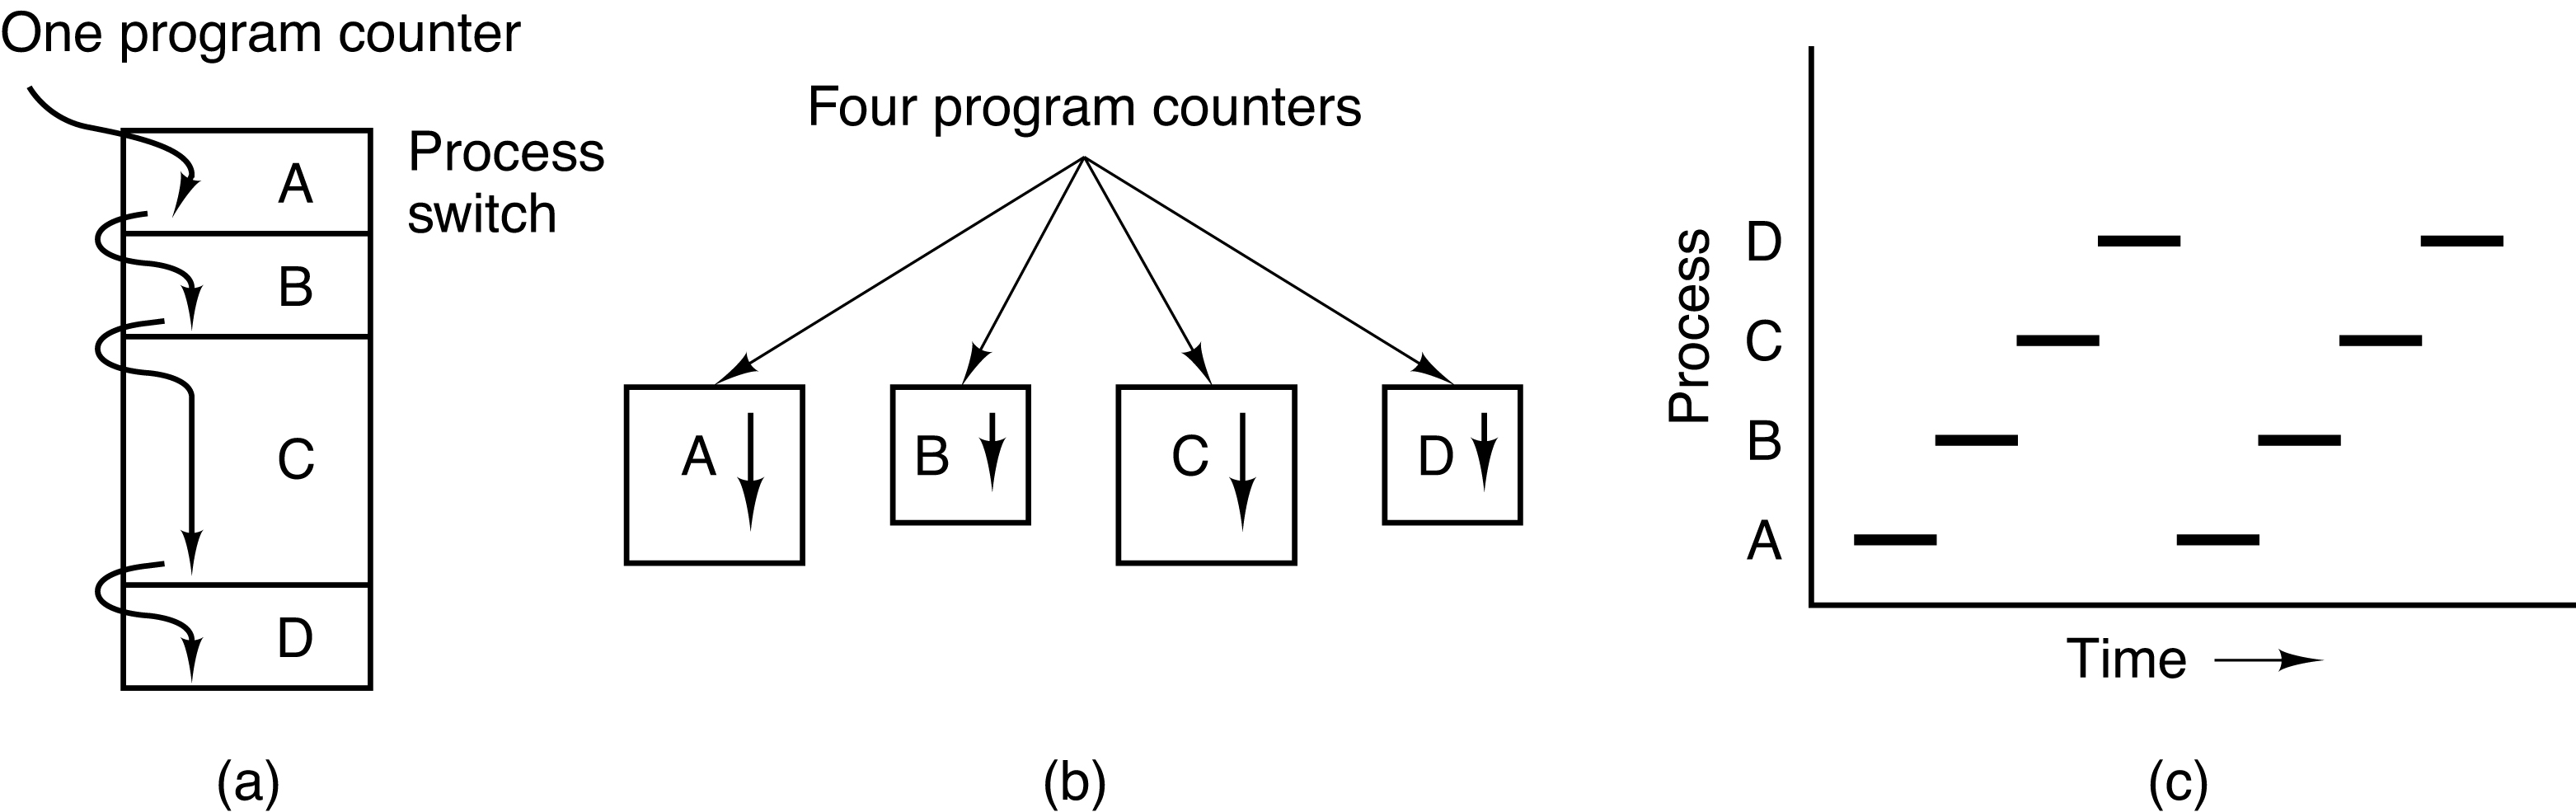 One program counter
Process
switch
A
B
C
D
(a)
Four program counters
A
B
C
D
(b)
Process
D
C
B
A
Time
(c)